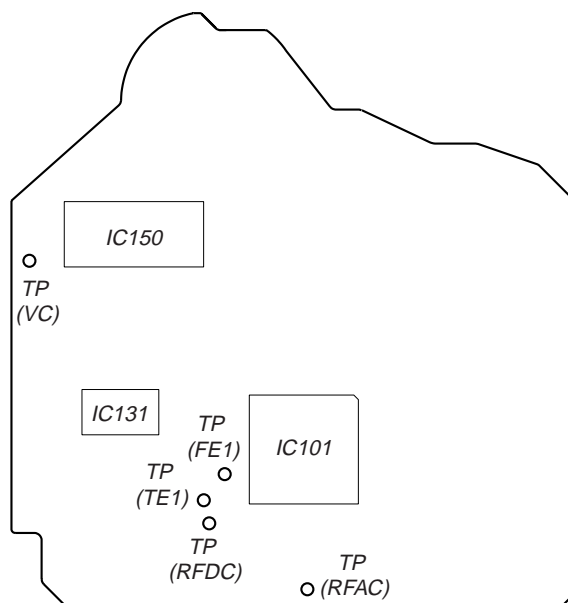 IC150
TP
(VC)
IC131
TP
(FE1)
IC101
TP
(TE1)
TP
(RFDC)
TP
(RFAC)